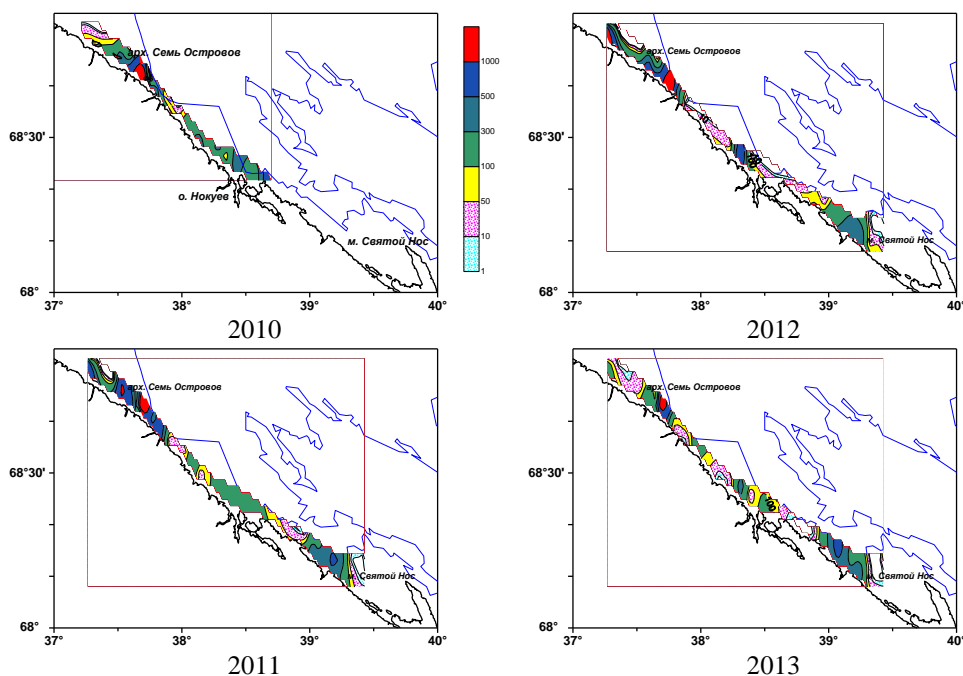 арх. Семь Островов
68°30'
о. Нокуев
м. Святой Нос
68°
37° 38° 39° 40°
2010
1000
500
300
100
50
10
1
арх. Семь Островов
68°30'
м. Святой Нос
68°
37° 38° 39° 40°
2012
арх. Семь Островов
68°30'
м. Святой Нос
68°
37° 38° 39° 40°
2011
арх. Семь Островов
68°30'
м. Святой Нос
68°
37° 38° 39° 40°
2013